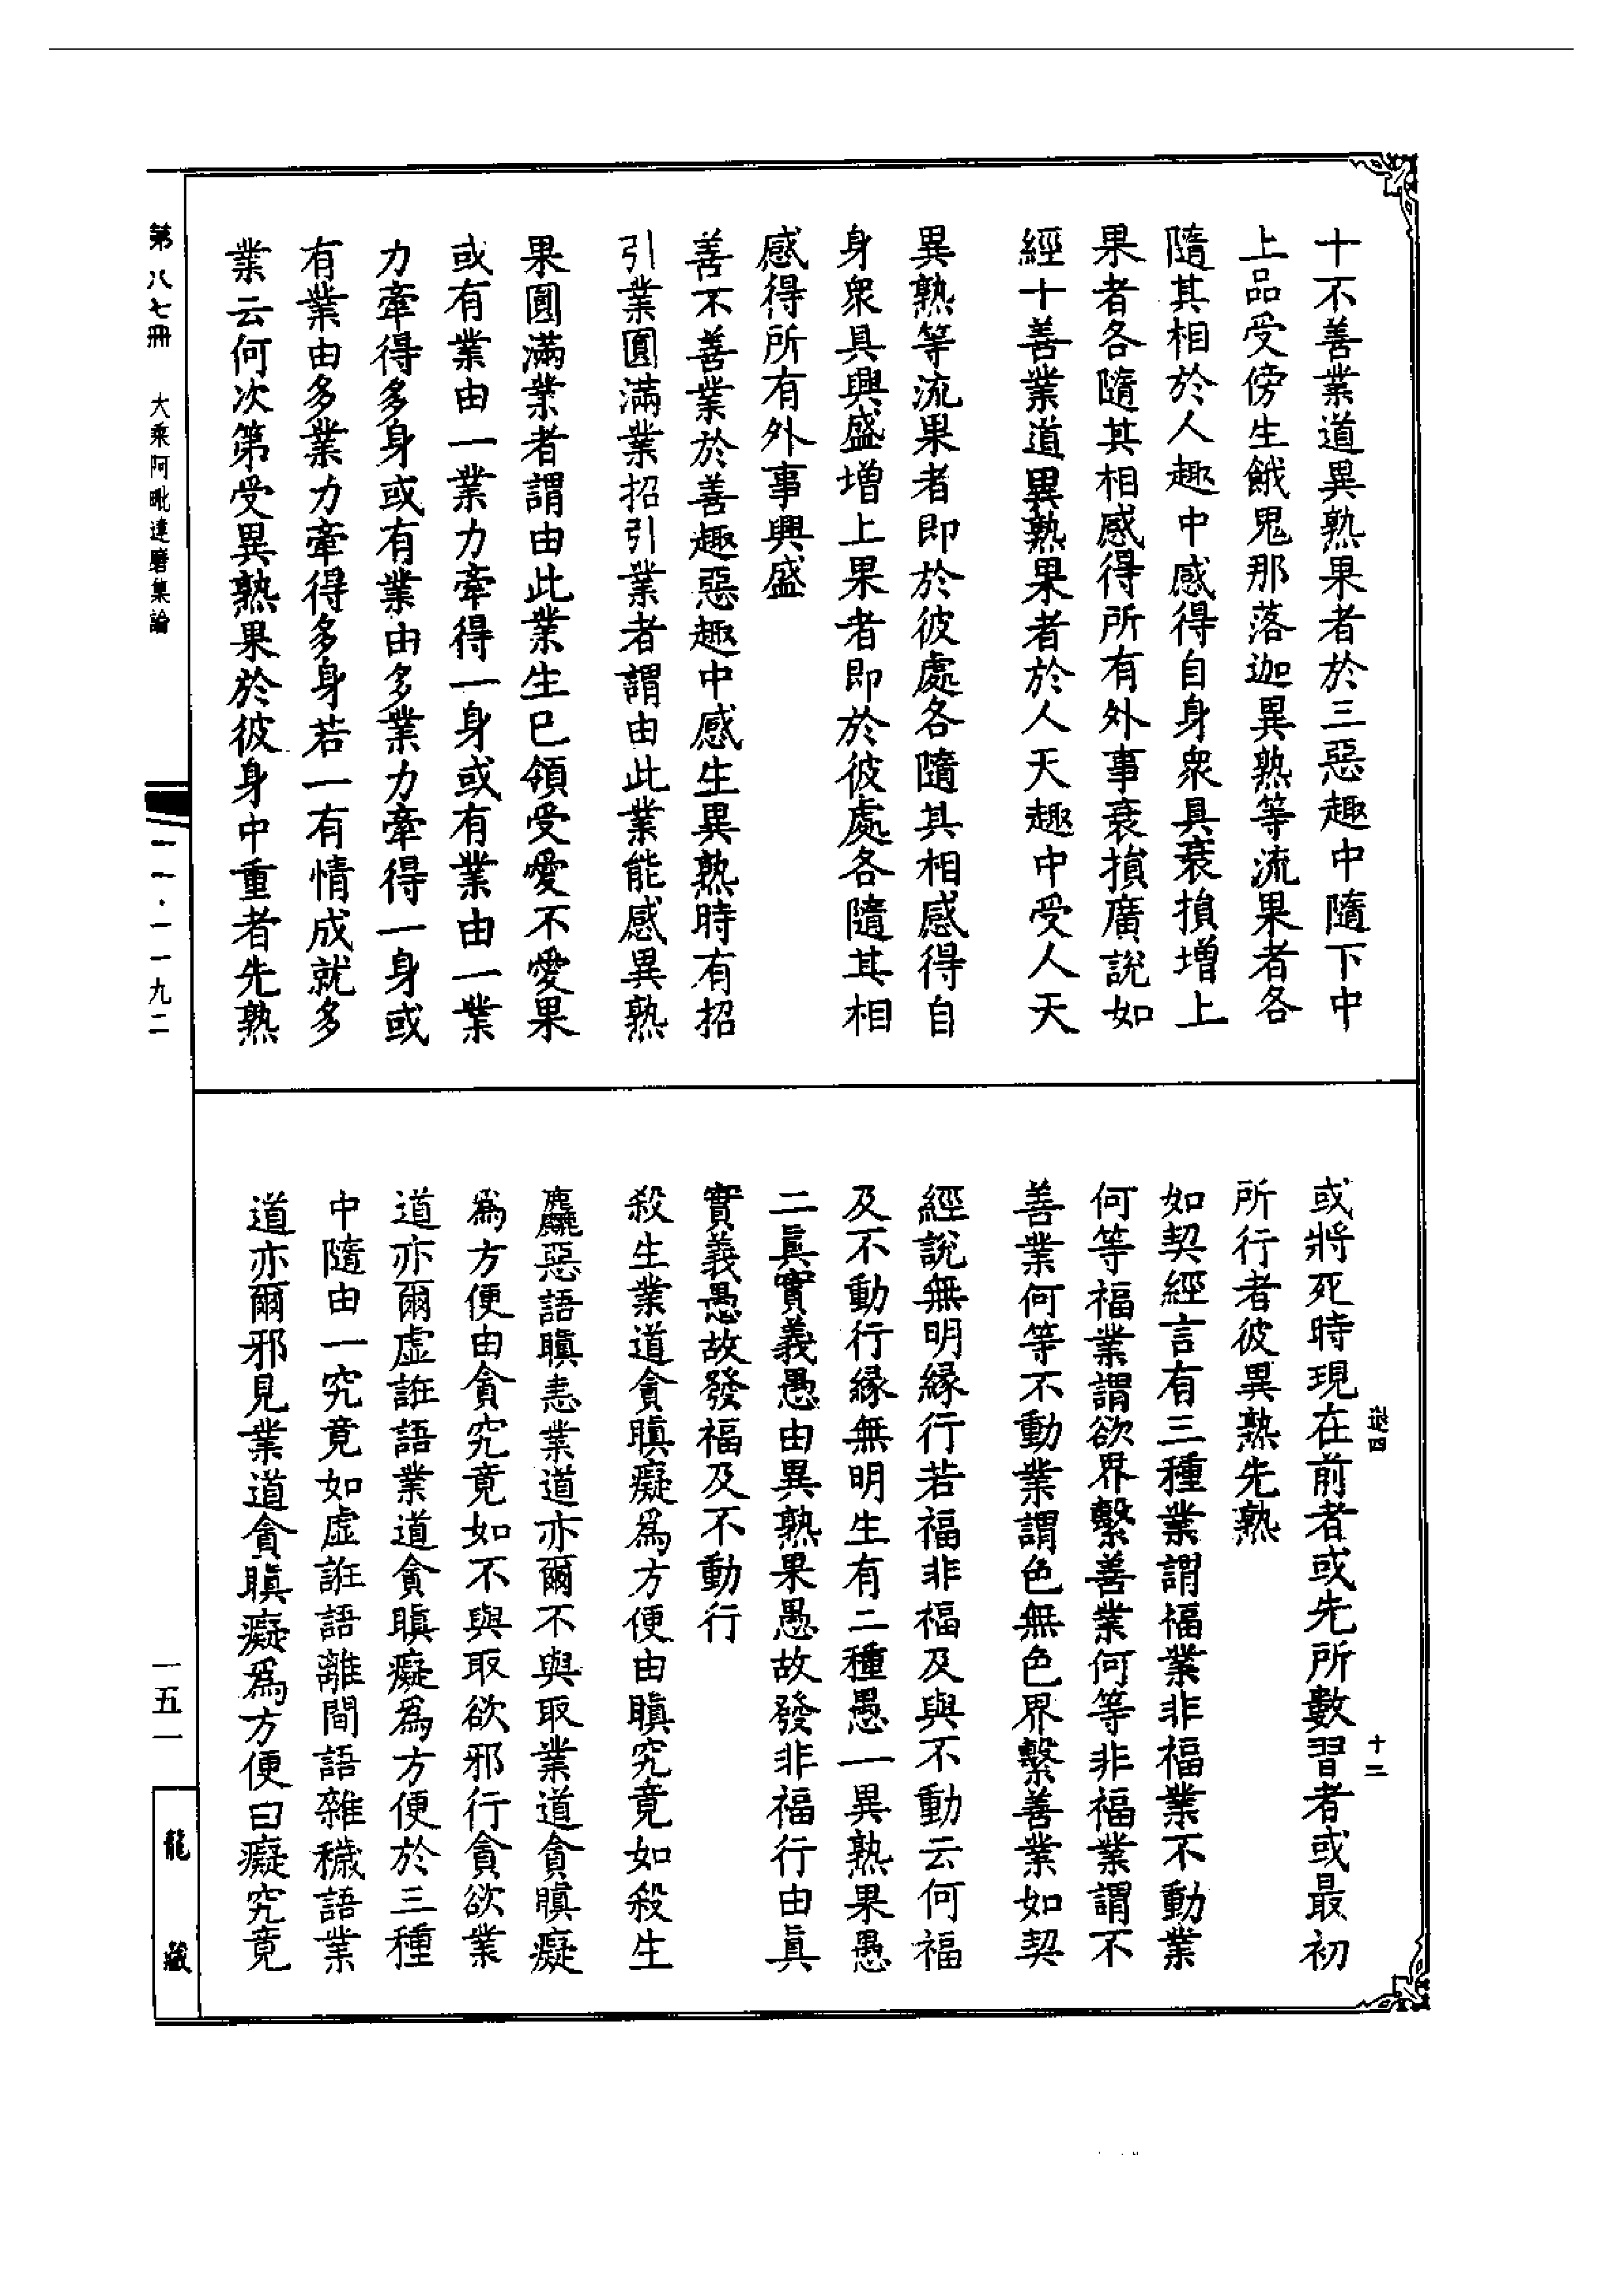 十不善業道異熟果者於三惡趣中隨下中
上品受傍生餓鬼那落迦異熟等流果者各
隨其相於人趣中感得自身衆具衰損增上
果者各隨其相感得所有外事衰損廣說如
經十善業道異熟果者於人天趣中受人天
異熟等流果者即於彼處各隨其相感得自
身衆具興盛增上果者即於彼處各隨其相
感得所有外事興盛
善不善業於善趣惡趣中感生異熟時有招
引業圓滿業招引業者謂由此業能感異熟
果圓滿業者謂由此業生已領受愛不愛果
或有業由一業力牽得一身或有業由一業
力牽得多身或有業由多業力牽得一身或
有業由多業力牽得多身若一有情成就多
業云何次第受異熟果於彼身中重者先熟
第八七冊 大乘阿毗達磨集論
一一一·一一九二
退四 十二
或將死時現在前者或先所數習者或最初
所行者彼異熟先熟
如契經言有三種業謂福業非福業不動業
何等福業謂欲界繫善業何等非福業謂不
善業何等不動業謂色無色界繫善業如契
經說無明緣行若福非福及與不動云何福
及不動行緣無明生有二種愚一異熟果愚
二眞實義愚由異熟果愚故發非福行由眞
實義愚故發福及不動行
殺生業道貪瞋癡爲方便由瞋究竟如殺生
麤惡語瞋恚業道亦爾不與取業道貪瞋癡
爲方便由貪究竟如不與取欲邪行貪欲業
道亦爾虛誑語業道貪瞋癡爲方便於三種
中隨由一究竟如虛誑語離間語雜穢語業
道亦爾邪見業道貪瞋癡爲方便由癡究竟
一五一
龍藏